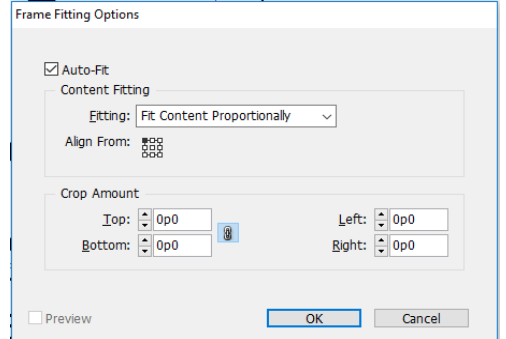 Frame Fitting Options
Auto-Fit
Content Fitting
Fitting: Fit Content Proportionally
Align From:
Crop Amount
Top: 0p0 Left: 0p0
Bottom: 0p0 Right: 0p0
Preview OK Cancel